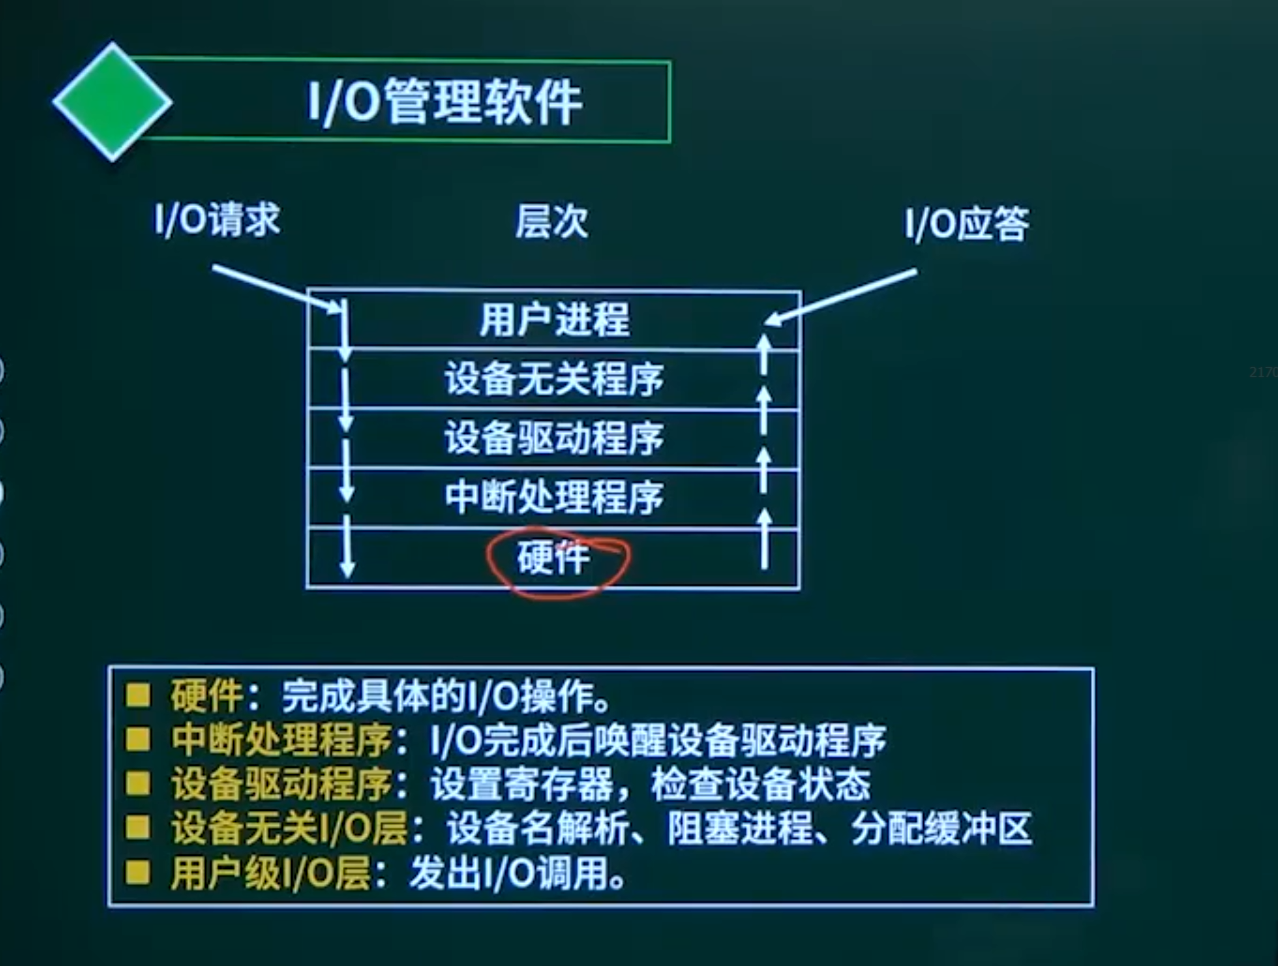 I/O管理软件
I/O请求
层次
I/O应答
用户进程
设备无关程序
设备驱动程序
中断处理程序
硬件
硬件：完成具体的I/O操作。
中断处理程序：I/O完成后唤醒设备驱动程序
设备驱动程序：设置寄存器，检查设备状态
设备无关I/O层：设备名解析、阻塞进程、分配缓冲区
用户级I/O层：发出I/O调用。
2170